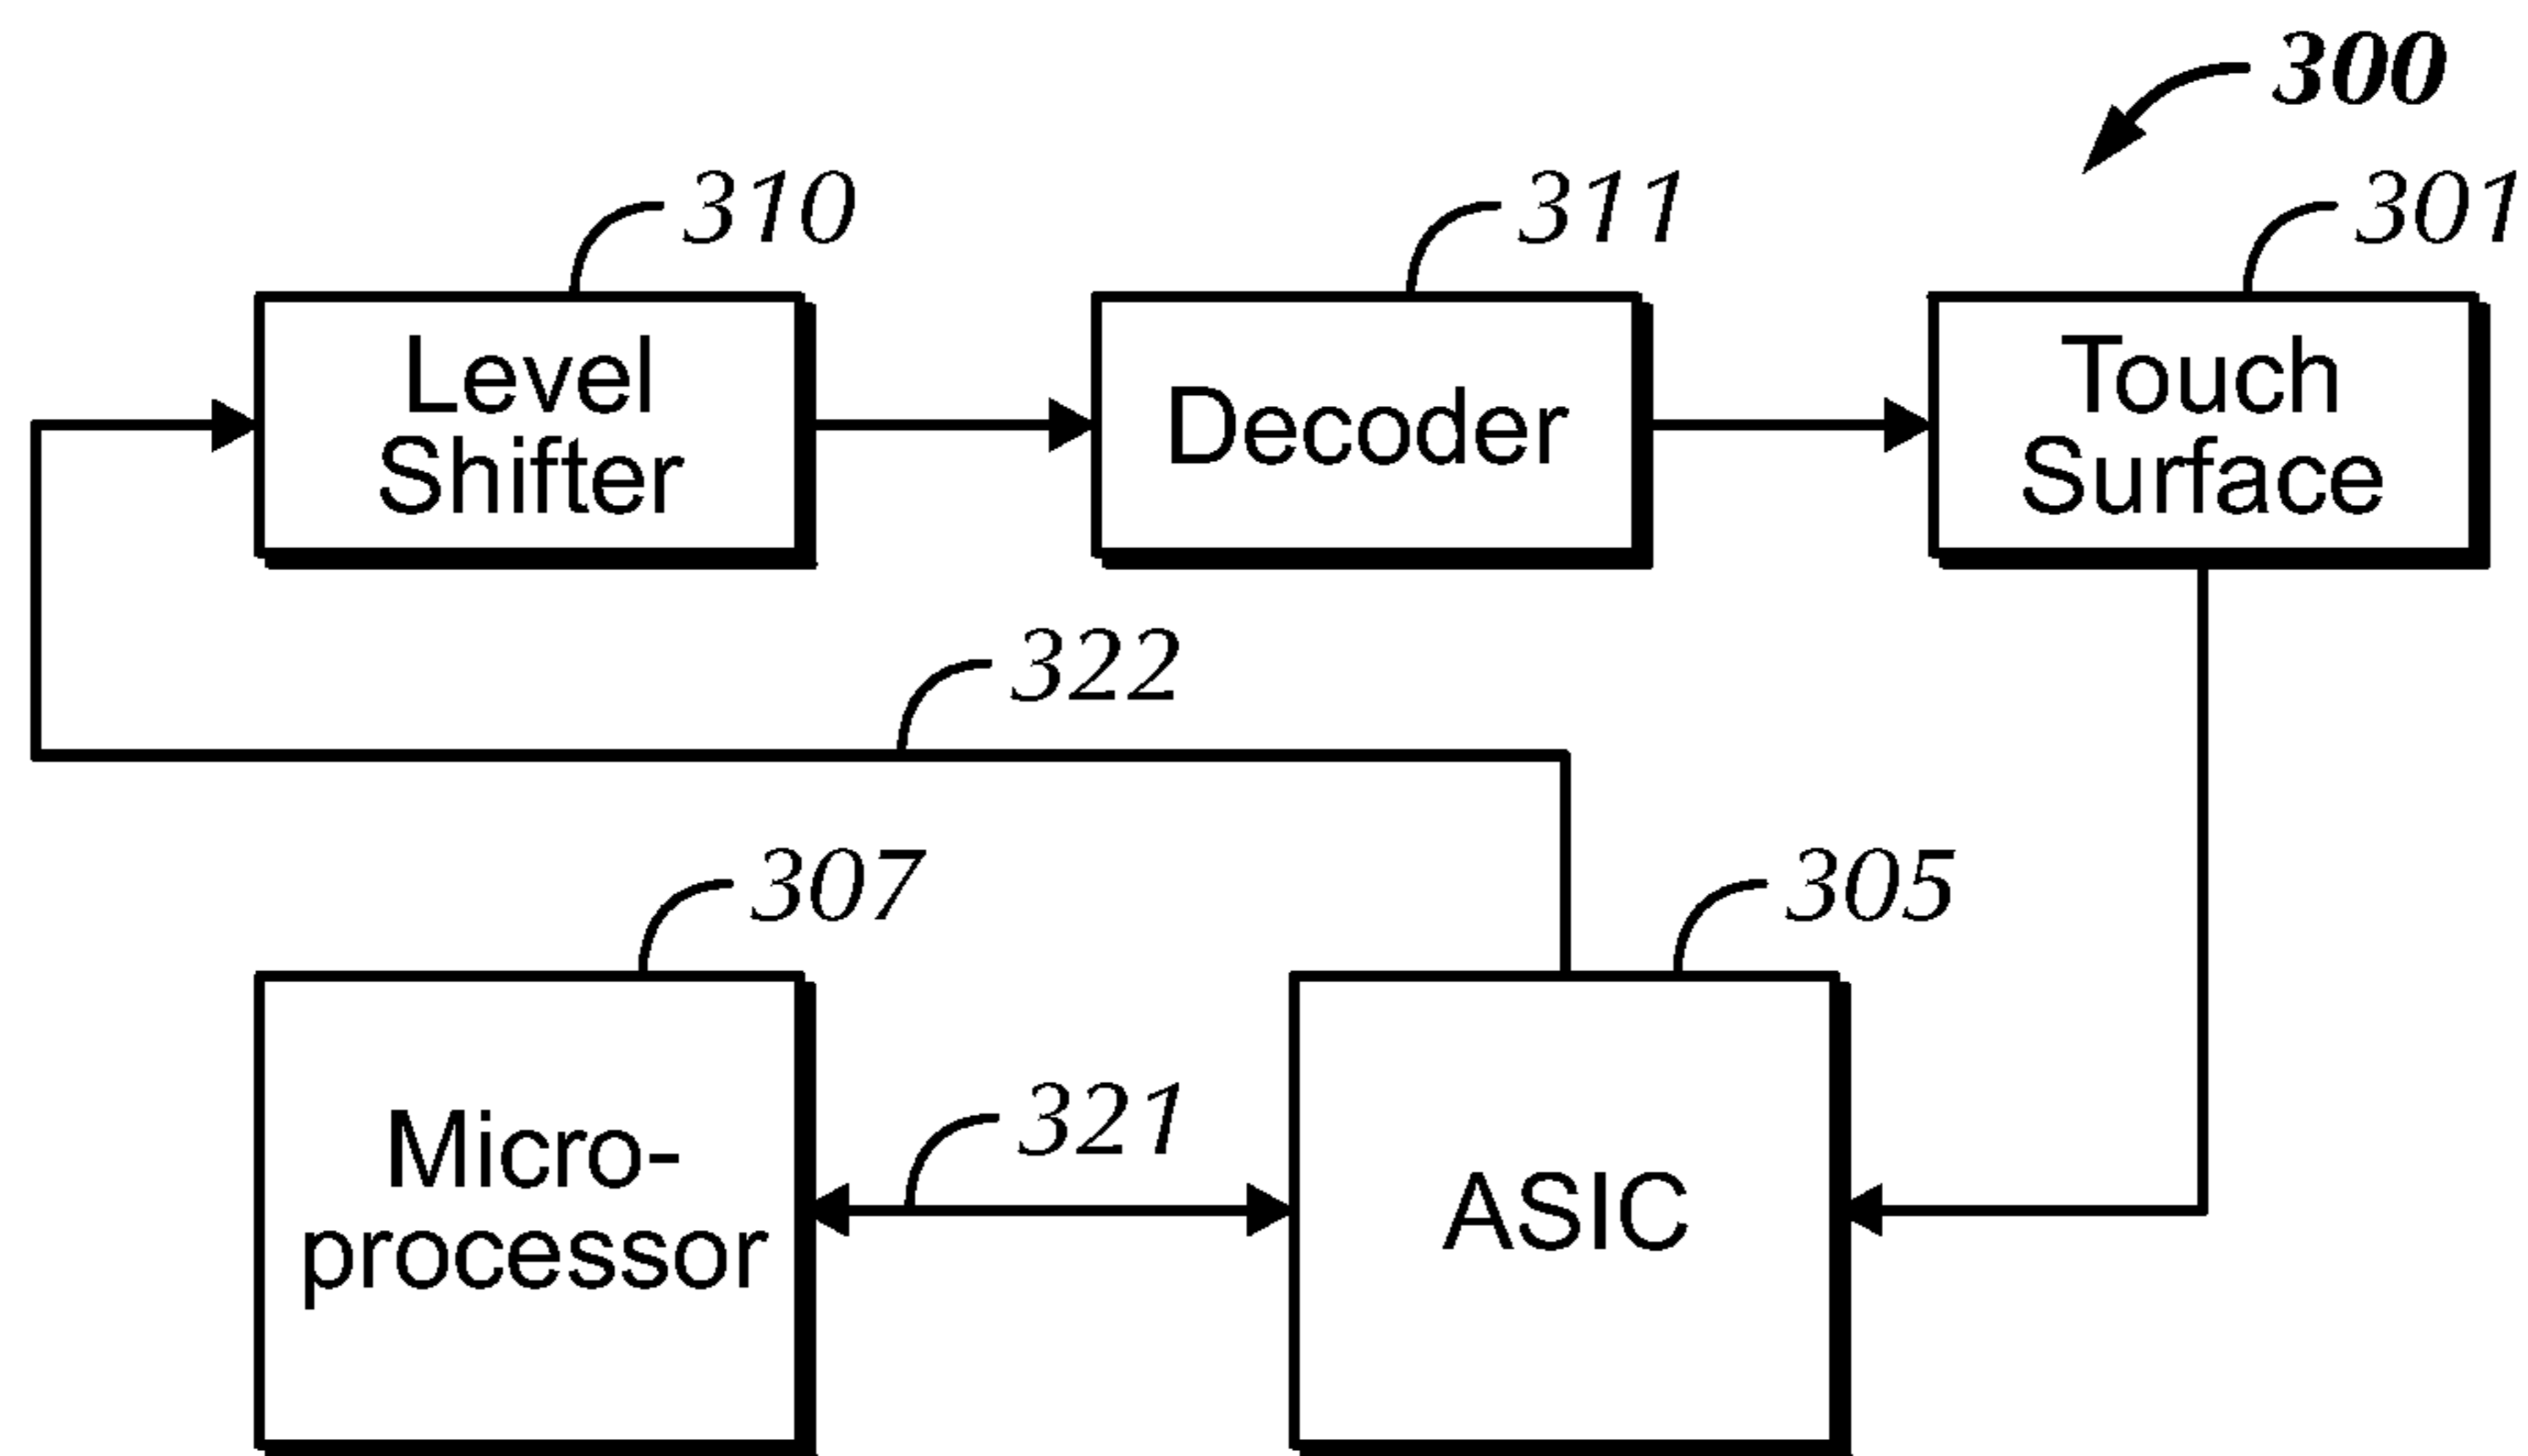 300
310
311
301
Level
Shifter
Decoder
Touch
Surface
322
307
305
Micro-
processor
321
ASIC